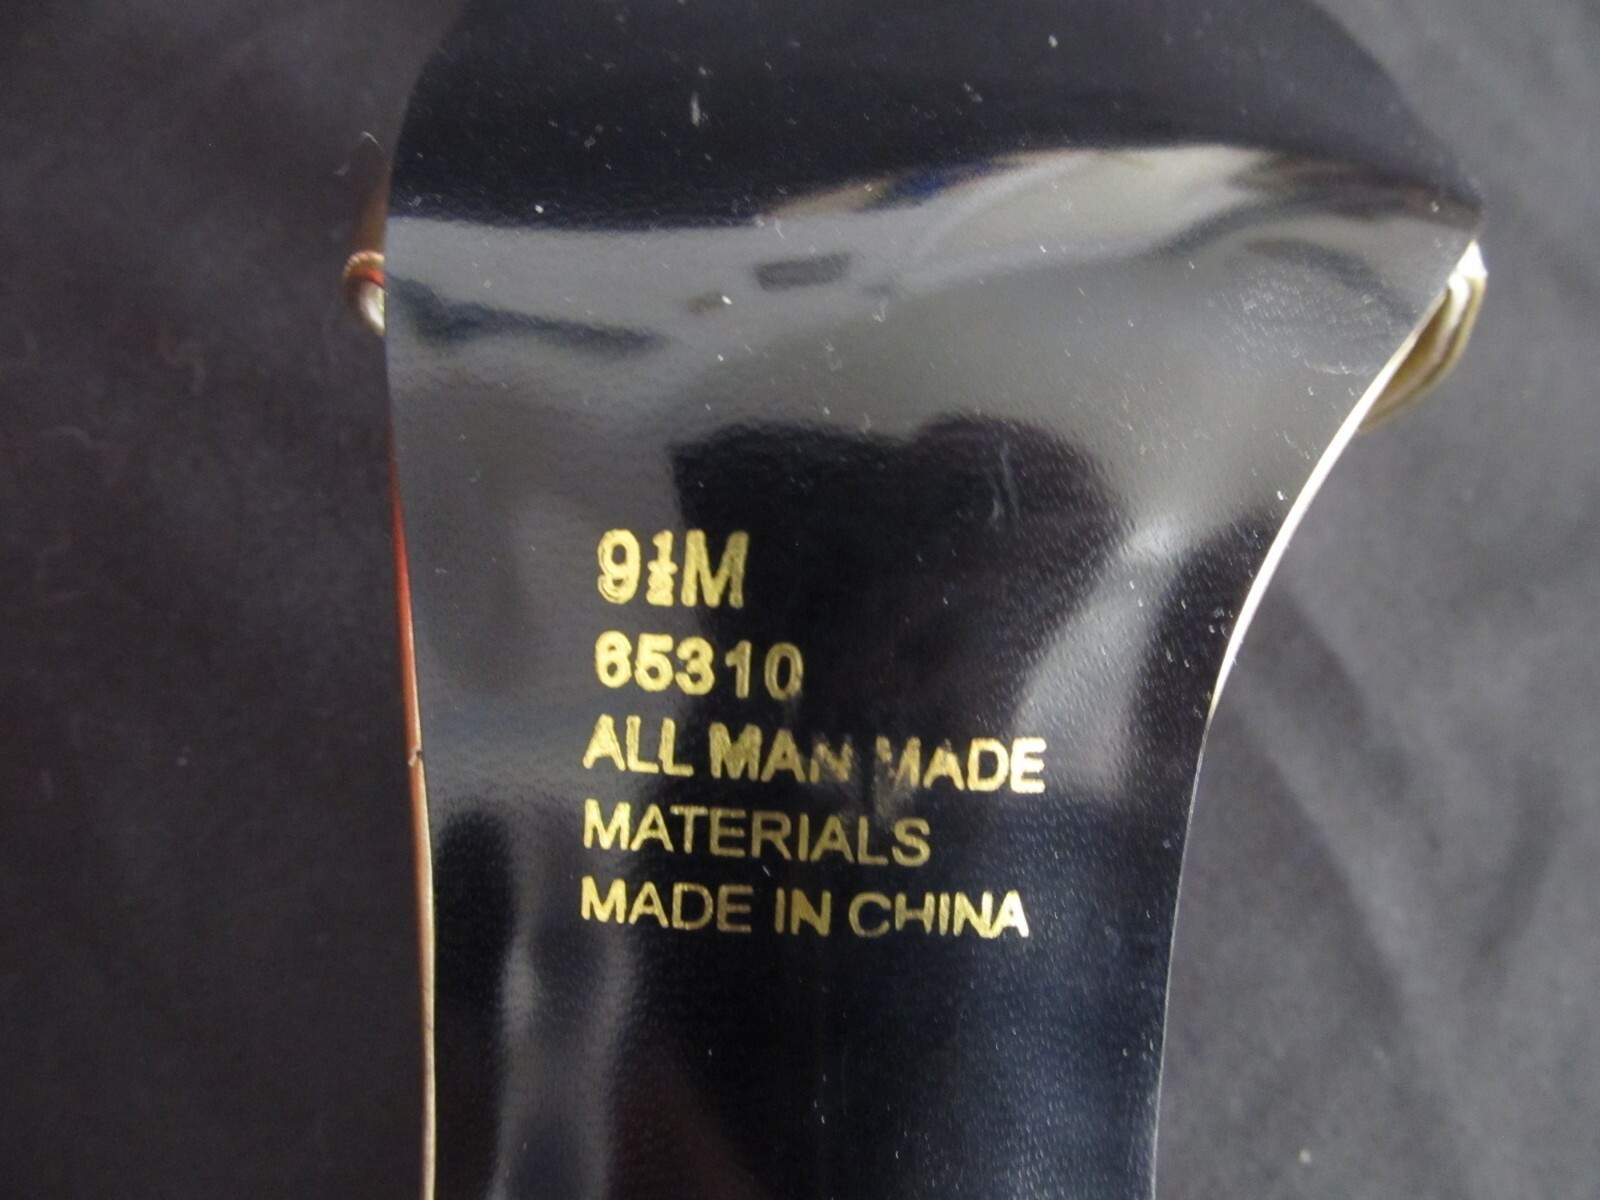 9½M
65310
ALL MAN MADE
MATERIALS
MADE IN CHINA